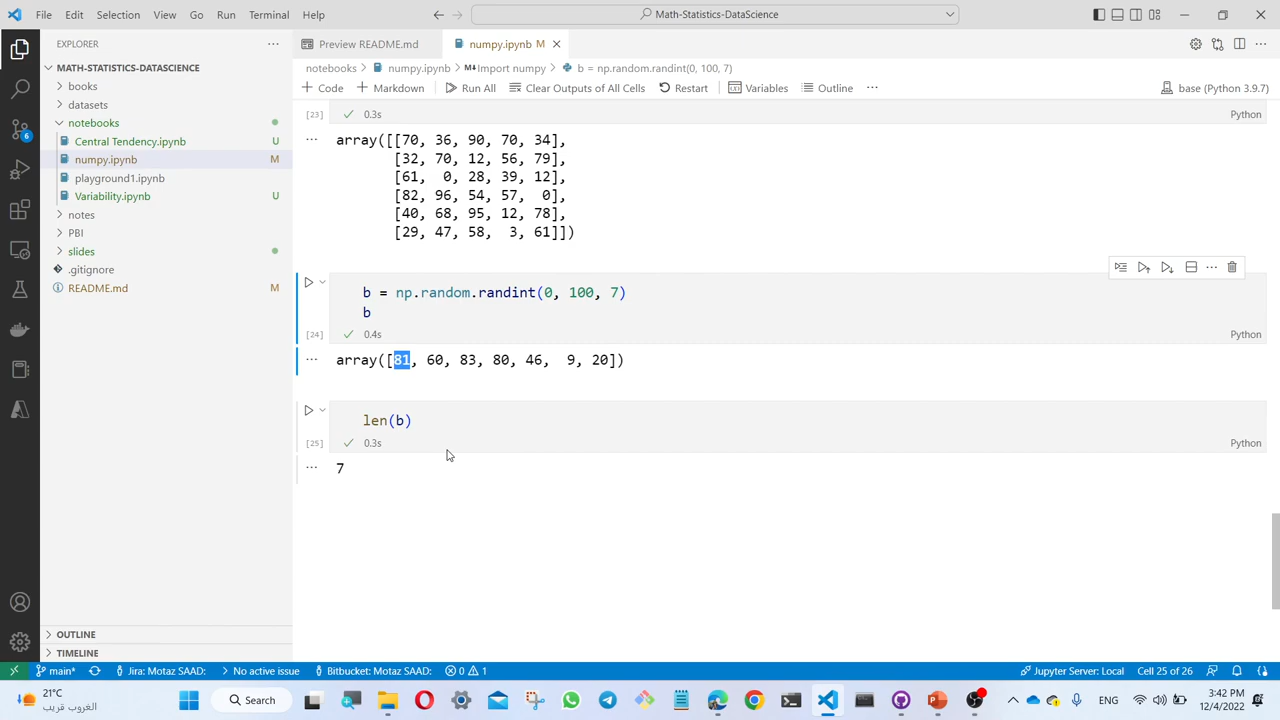 File Edit Selection View Go Run Terminal Help
Math-Statistics-DataScience
EXPLORER
Preview README.md
numpy.ipynb M
MATH-STATISTICS-DATASCIENCE
books
datasets
notebooks
Central Tendency.ipynb U
numpy.ipynb M
playground1.ipynb
Variability.ipynb U
notes
PBI
slides
.gitignore
README.md M
OUTLINE
TIMELINE
notebooks > numpy.ipynb > M↓Import numpy > b = np.random.randint(0, 100, 7)
+ Code + Markdown Run All Clear Outputs of All Cells Restart Variables Outline ... base (Python 3.9.7)
[23] 0.3s Python
array([[70, 36, 90, 70, 34],
[32, 70, 12, 56, 79],
[61, 0, 28, 39, 12],
[82, 96, 54, 57, 0],
[40, 68, 95, 12, 78],
[29, 47, 58, 3, 61]])
b = np.random.randint(0, 100, 7)
b
[24] 0.4s Python
array([81, 60, 83, 80, 46, 9, 20])
len(b)
[25] 0.3s Python
7
6
main* Jira: Motaz SAAD: No active issue Bitbucket: Motaz SAAD: 0 1 Jupyter Server: Local Cell 25 of 26
21°C
الغروب قريب
Search
ENG
3:42 PM
12/4/2022